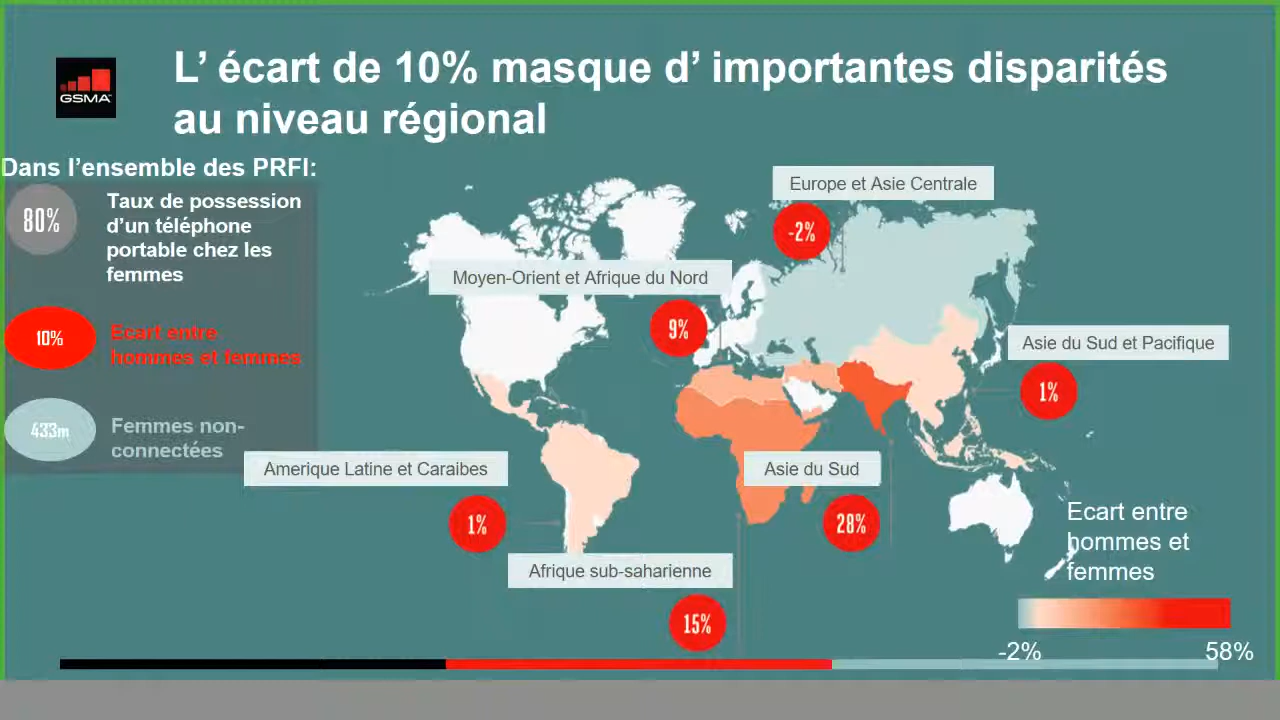 GSMA
L’ écart de 10% masque d’ importantes disparités
au niveau régional
Dans l’ensemble des PRFI:
80%
Taux de possession
d’un téléphone
portable chez les
femmes
10%
Ecart entre
hommes et femmes
433m
Femmes non-
connectées
Europe et Asie Centrale
-2%
Moyen-Orient et Afrique du Nord
9%
Asie du Sud et Pacifique
1%
Amerique Latine et Caraibes
1%
Asie du Sud
28%
Afrique sub-saharienne
15%
Ecart entre
hommes et
femmes
-2%
58%